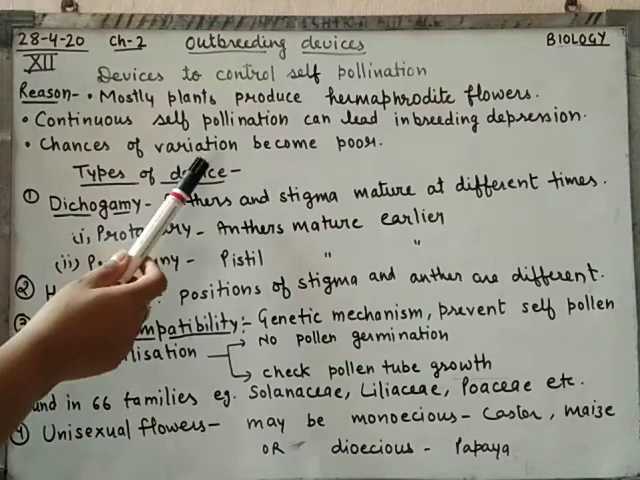 28-4-20 Ch-2 Outbreeding devices BIOLOGY
XII
Devices to control self pollination
Reason- • Mostly plants produce hermaphrodite flowers.
• Continuous self pollination can lead inbreeding depression.
• Chances of variation become poor.
Types of device-
① Dichogamy - Anthers and stigma mature at different times.
(i) - Anthers mature earlier
(ii) - Pistil " "
② positions of stigma and anther are different.
:- Genetic mechanism, prevent self pollen
No pollen germination
check pollen tube growth
in 66 families eg. Solanaceae, Liliaceae, Poaceae etc.
④ Unisexual flowers- may be monoecious - Castor, maize
OR dioecious - Papaya